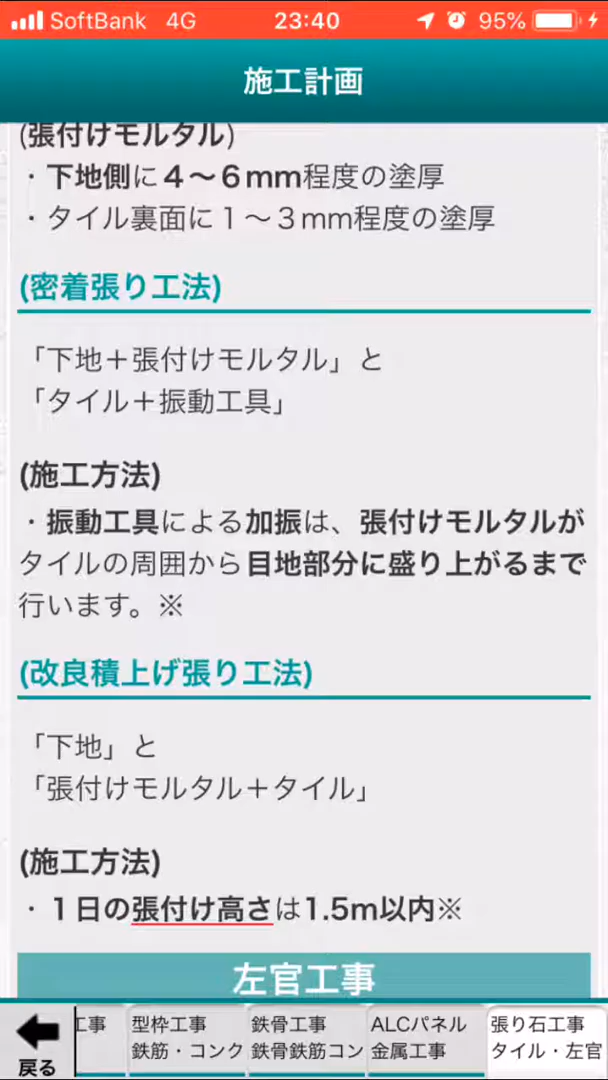 SoftBank 4G 23:40 95%
施工計画
(張付けモルタル)
・下地側に4〜6mm程度の塗厚
・タイル裏面に1〜3mm程度の塗厚
(密着張り工法)
「下地＋張付けモルタル」と
「タイル＋振動工具」
(施工方法)
・振動工具による加振は、張付けモルタルが
タイルの周囲から目地部分に盛り上がるまで
行います。※
(改良積上げ張り工法)
「下地」と
「張付けモルタル＋タイル」
(施工方法)
・1日の張付け高さは1.5m以内※
左官工事
戻る
工事
型枠工事
鉄筋・コンク
鉄骨工事
鉄骨鉄筋コン
ALCパネル
金属工事
張り石工事
タイル・左官